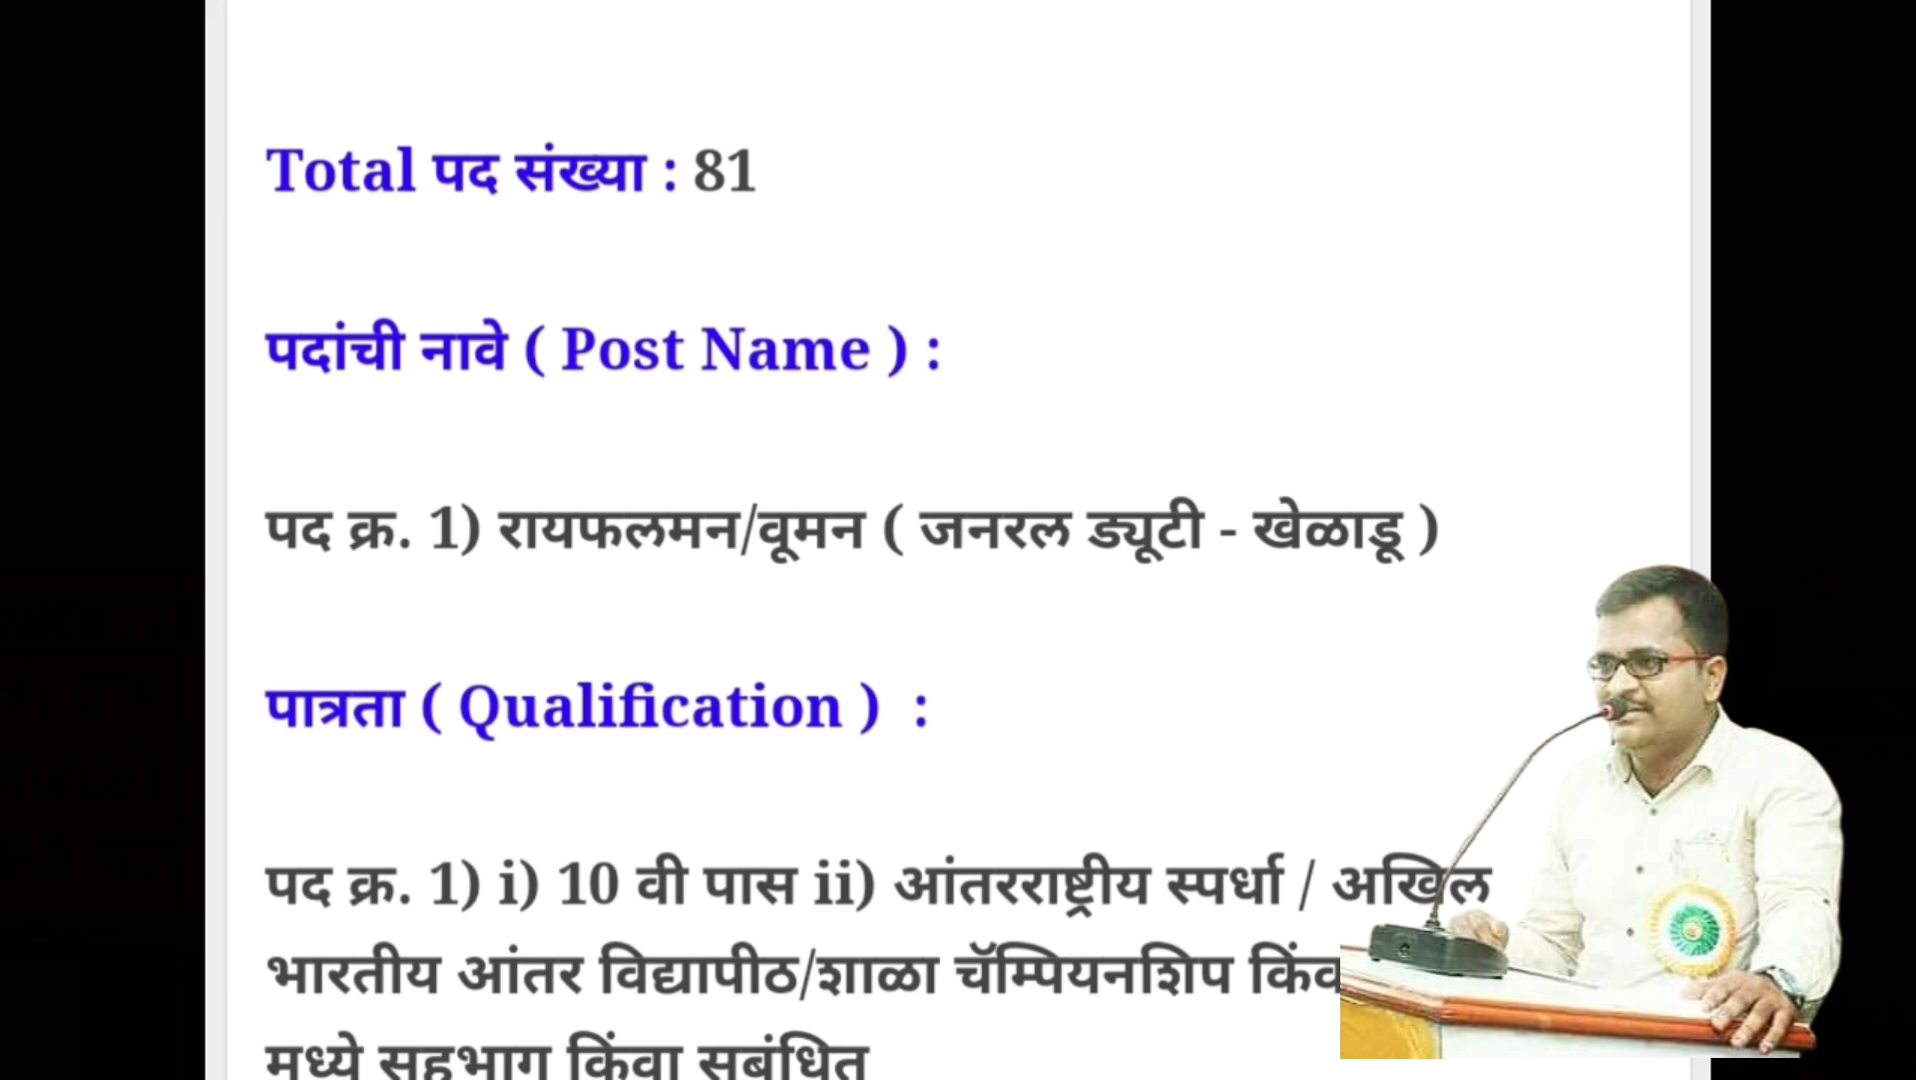 Total पद संख्या : 81
पदांची नावे ( Post Name ) :
पद क्र. 1) रायफलमन/वूमन ( जनरल ड्यूटी - खेळाडू )
पात्रता ( Qualification ) :
पद क्र. 1) i) 10 वी पास ii) आंतरराष्ट्रीय स्पर्धा / अखिल
भारतीय आंतर विद्यापीठ/शाळा चॅम्पियनशिप
मध्ये सहभाग किंवा सबंधित